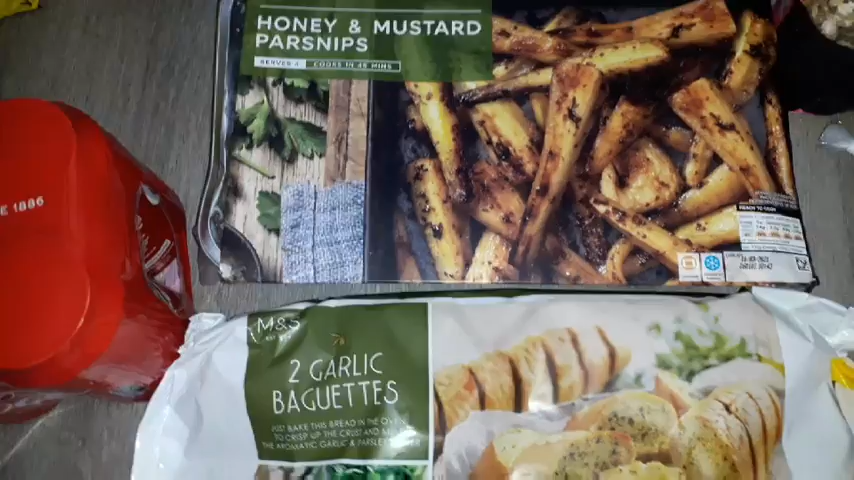 HONEY & MUSTARD
PARSNIPS
SERVES 4 COOKS IN 45 MINS
E 1886
READY TO COOK
M&S
EST 1884
2 GARLIC
BAGUETTES
JUST BAKE THIS BREAD IN THE OVEN
TO CRISP UP THE CRUST AND
THE AROMATIC GARLIC & PARSLEY